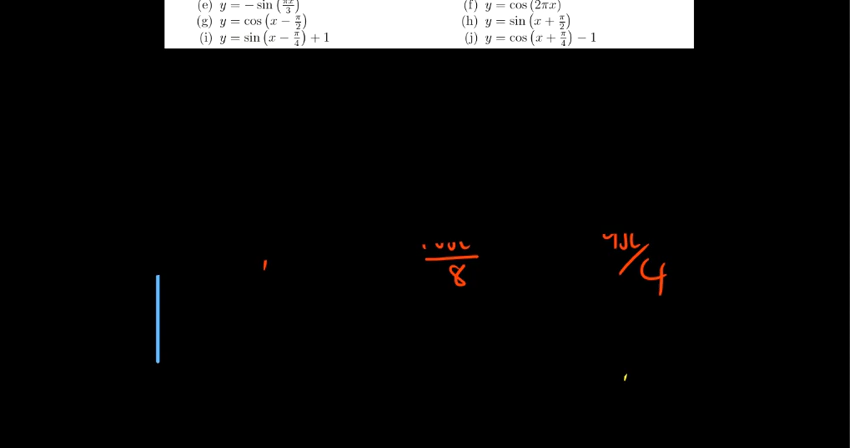 (e) y = − sin (πx/3) (f) y = cos (2πx)
(g) y = cos (x − π/2) (h) y = sin (x + π/2)
(i) y = sin (x − π/4) + 1 (j) y = cos (x + π/4) − 1
8
/4